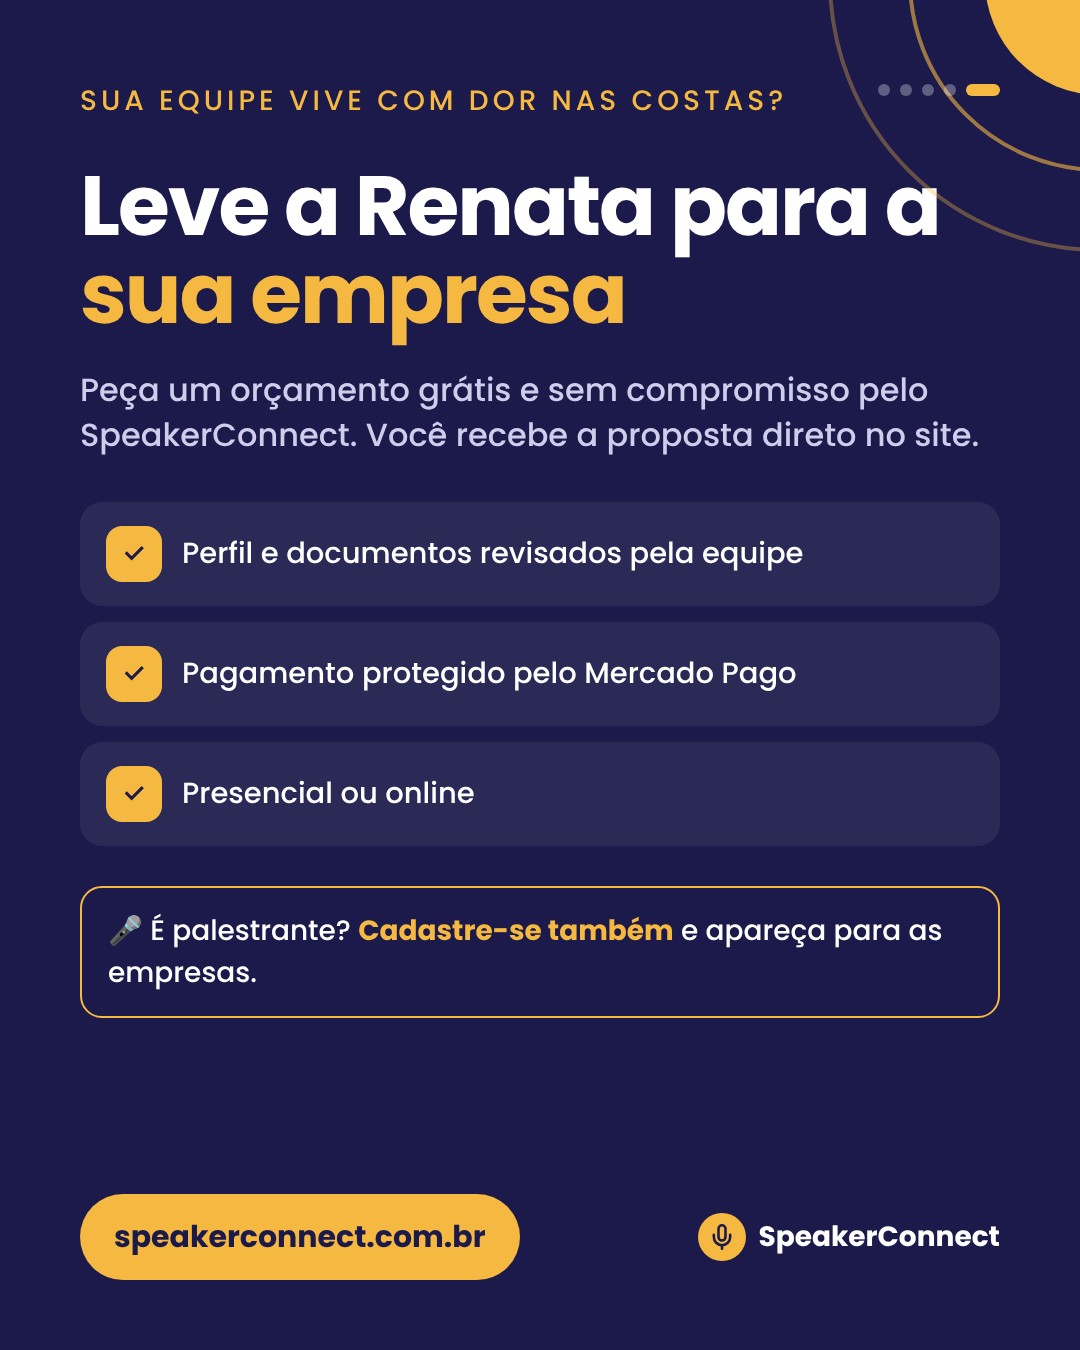 SUA EQUIPE VIVE COM DOR NAS COSTAS?
Leve a Renata para a
sua empresa
Peça um orçamento grátis e sem compromisso pelo
SpeakerConnect. Você recebe a proposta direto no site.
Perfil e documentos revisados pela equipe
Pagamento protegido pelo Mercado Pago
Presencial ou online
🎤 É palestrante? Cadastre-se também e apareça para as
empresas.
speakerconnect.com.br
SpeakerConnect